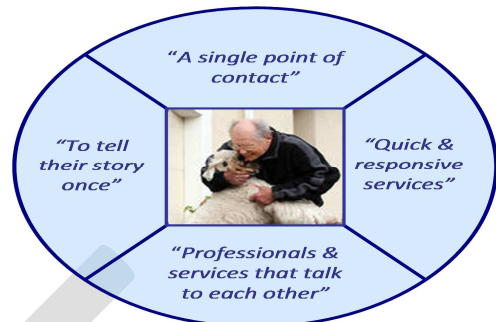 “A single point of
contact”
“To tell
their story
once”
“Quick &
responsive
services”
“Professionals &
services that talk
to each other”